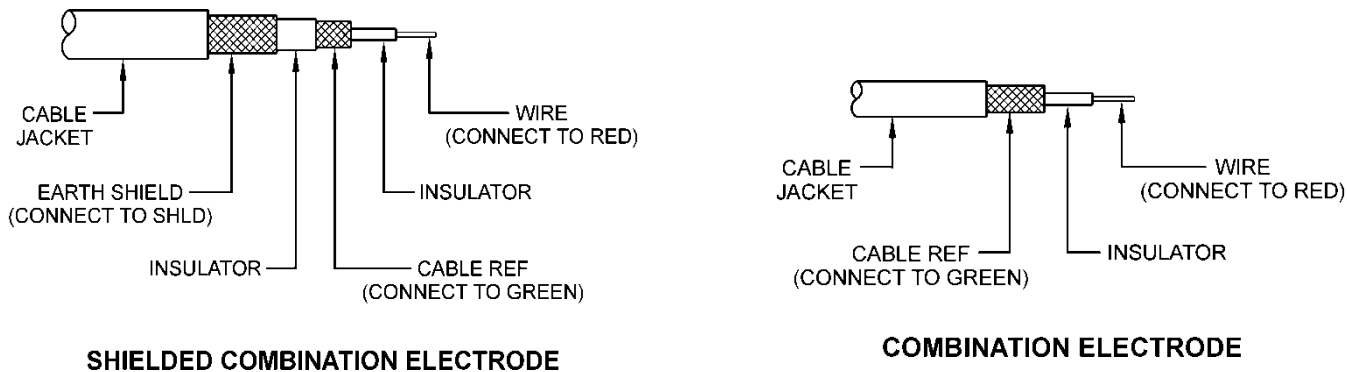 CABLE
JACKET
EARTH SHIELD
(CONNECT TO SHLD)
INSULATOR
CABLE REF
(CONNECT TO GREEN)
INSULATOR
WIRE
(CONNECT TO RED)
SHIELDED COMBINATION ELECTRODE
CABLE
JACKET
CABLE REF
(CONNECT TO GREEN)
INSULATOR
WIRE
(CONNECT TO RED)
COMBINATION ELECTRODE